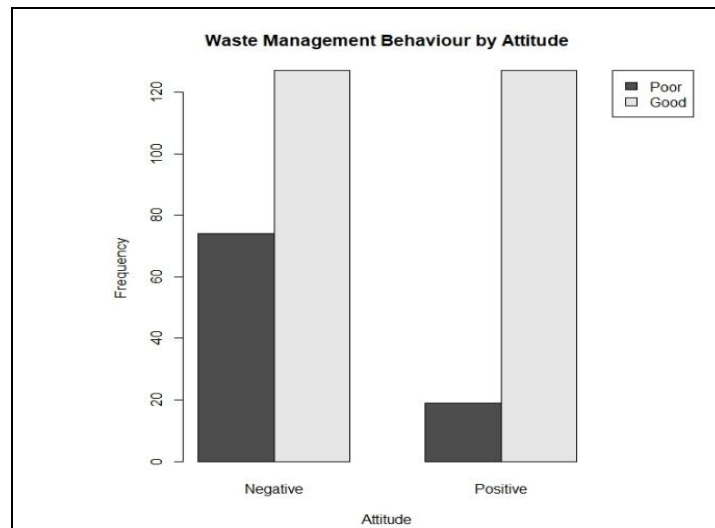 Waste Management Behaviour by Attitude
Poor
Good
120
100
80
60
40
20
0
Frequency
Negative Positive
Attitude